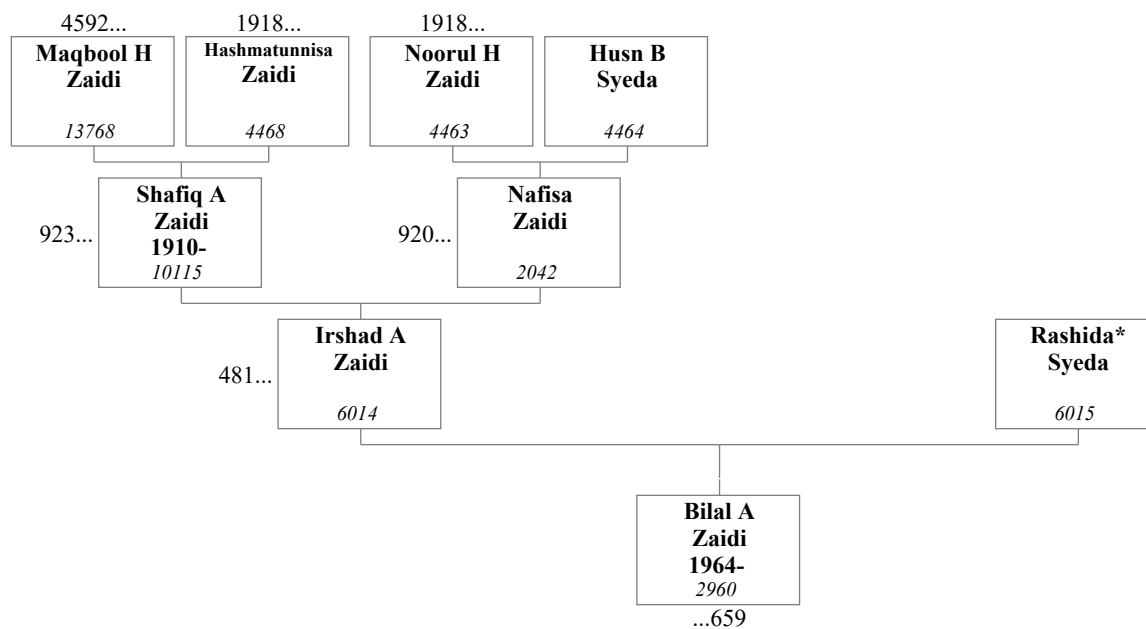 4592...
1918...
1918...
Maqbool H
Zaidi
13768
Hashmatunnisa
Zaidi
4468
Noorul H
Zaidi
4463
Husn B
Syeda
4464
923...
Shafiq A
Zaidi
1910-
10115
920...
Nafisa
Zaidi
2042
481...
Irshad A
Zaidi
6014
Rashida*
Syeda
6015
Bilal A
Zaidi
1964-
2960
...659